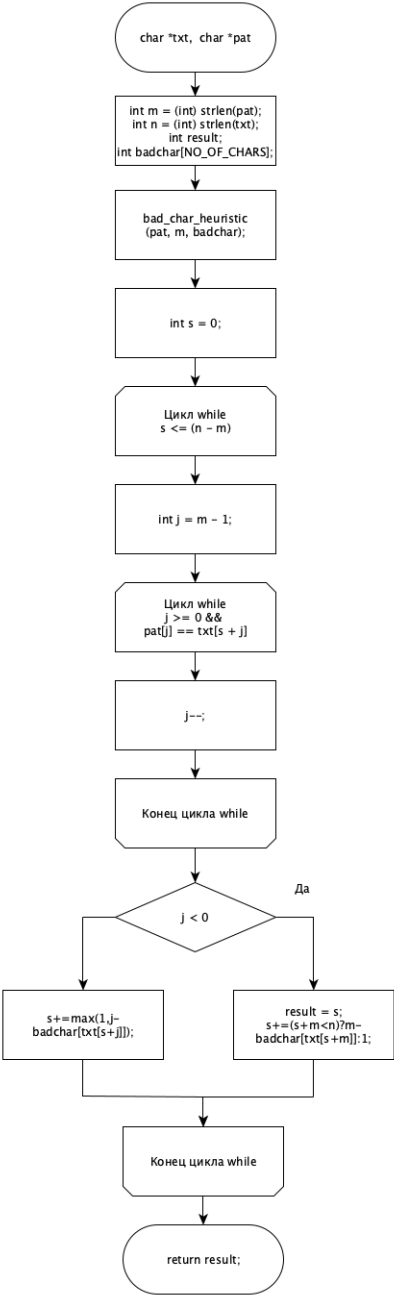 char *txt, char *pat
int m = (int) strlen(pat);
int n = (int) strlen(txt);
int result;
int badchar[NO_OF_CHARS];
bad_char_heuristic
(pat, m, badchar);
int s = 0;
Цикл while
s <= (n - m)
int j = m - 1;
Цикл while
j >= 0 &&
pat[j] == txt[s + j]
j--;
Конец цикла while
Да
j < 0
s+=max(1,j-
badchar[txt[s+j]]);
result = s;
s+=(s+m<n)?m-
badchar[txt[s+m]]:1;
Конец цикла while
return result;